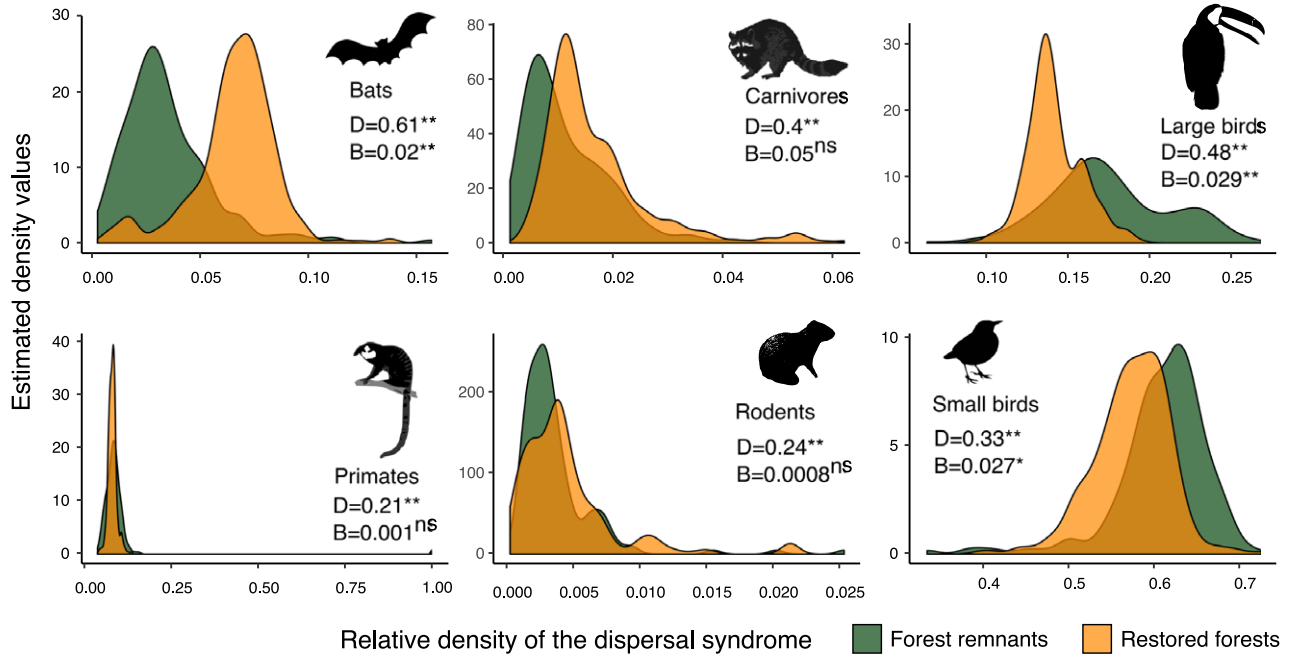 Estimated density values
30
20
10
0
0.00 0.05 0.10 0.15
Bats
D=0.61**
B=0.02**
80
60
40
20
0
0.00 0.02 0.04 0.06
Carnivores
D=0.4**
B=0.05ns
30
20
10
0
0.10 0.15 0.20 0.25
Large birds
D=0.48**
B=0.029**
40
30
20
10
0
0.00 0.25 0.50 0.75 1.00
Primates
D=0.21**
B=0.001ns
200
100
0
0.000 0.005 0.010 0.015 0.020 0.025
Rodents
D=0.24**
B=0.0008ns
10
5
0
0.4 0.5 0.6 0.7
Small birds
D=0.33**
B=0.027*
Relative density of the dispersal syndrome
Forest remnants
Restored forests